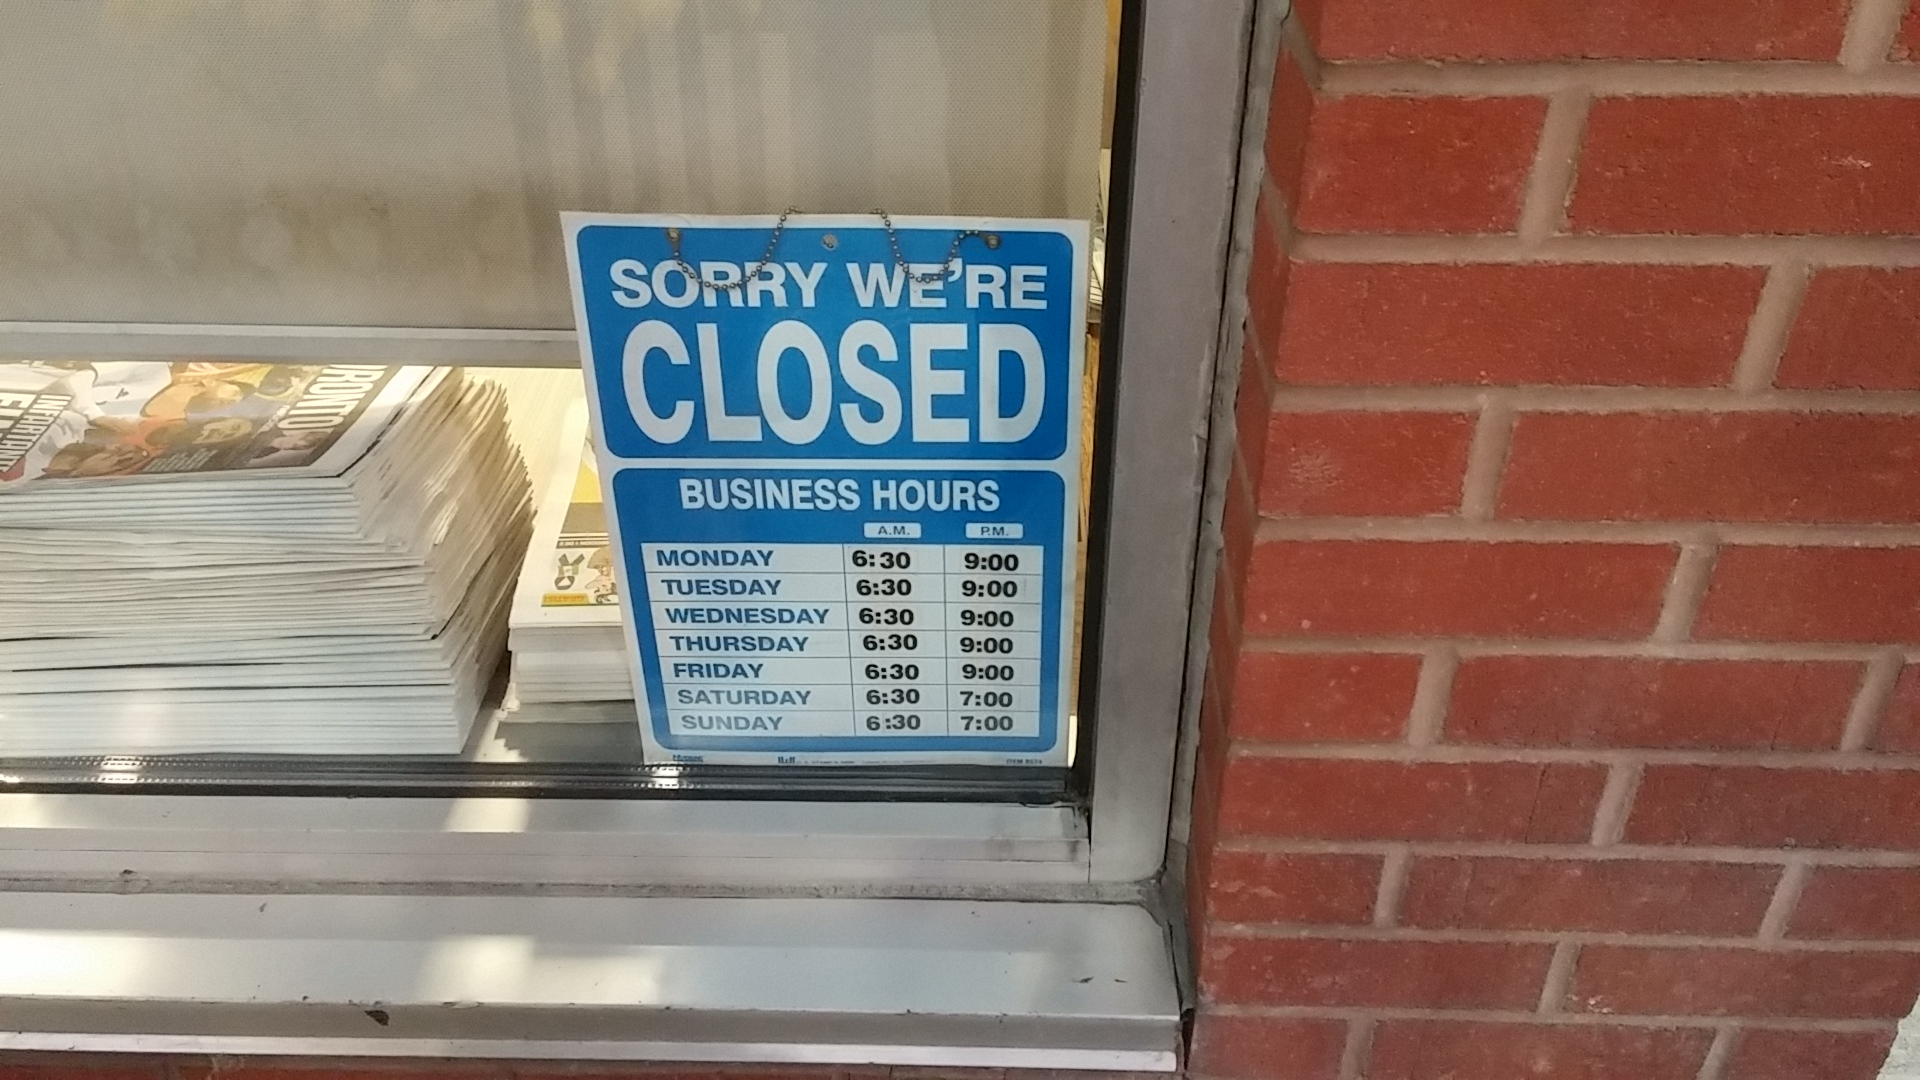 SORRY WE'RE
CLOSED
BUSINESS HOURS
A.M. P.M.
MONDAY 6:30 9:00
TUESDAY 6:30 9:00
WEDNESDAY 6:30 9:00
THURSDAY 6:30 9:00
FRIDAY 6:30 9:00
SATURDAY 6:30 7:00
SUNDAY 6:30 7:00